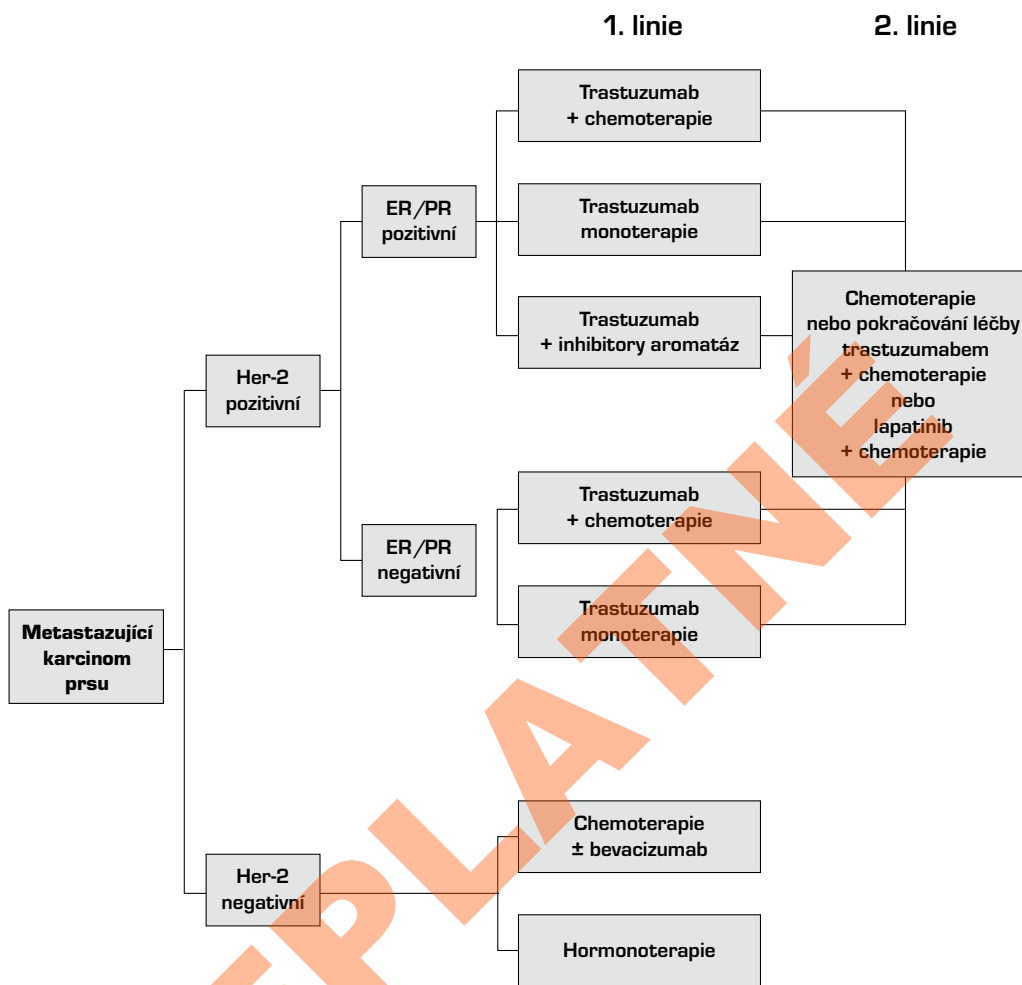 1. linie
2. linie
Trastuzumab
+ chemoterapie
ER/PR
pozitivní
Trastuzumab
monoterapie
Trastuzumab
+ inhibitory aromatáz
Chemoterapie
nebo pokračování léčby
trastuzumabem
+ chemoterapie
nebo
lapatinib
+ chemoterapie
Her-2
pozitivní
Trastuzumab
+ chemoterapie
ER/PR
negativní
Trastuzumab
monoterapie
Metastazující
karcinom
prsu
Chemoterapie
± bevacizumab
Her-2
negativní
Hormonoterapie
EPLATNÉ